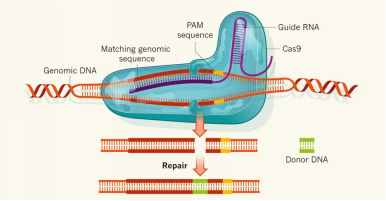 PAM
sequence
Guide RNA
Matching genomic
sequence
Cas9
Genomic DNA
Repair
Donor DNA